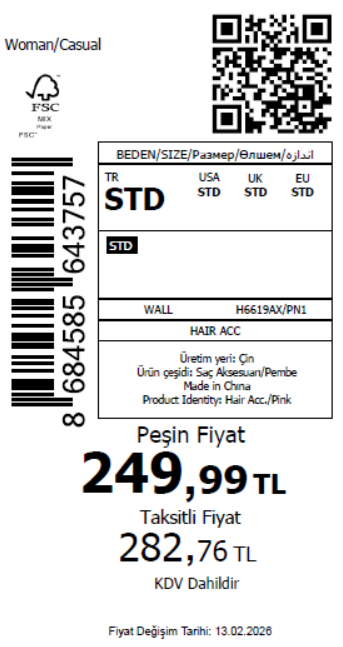 Woman/Casual
FSC
MIX
Paper
FSC™
BEDEN/SIZE/Размер/Өлшем/اندازه
TR USA UK EU
STD STD STD STD
STD
WALL H6619AX/PN1
HAIR ACC
Üretim yeri: Çin
Ürün çeşidi: Saç Aksesuarı/Pembe
Made in China
Product Identity: Hair Acc./Pink
8 684585 643757
Peşin Fiyat
249,99 TL
Taksitli Fiyat
282,76 TL
KDV Dahildir
Fiyat Değişim Tarihi: 13.02.2026